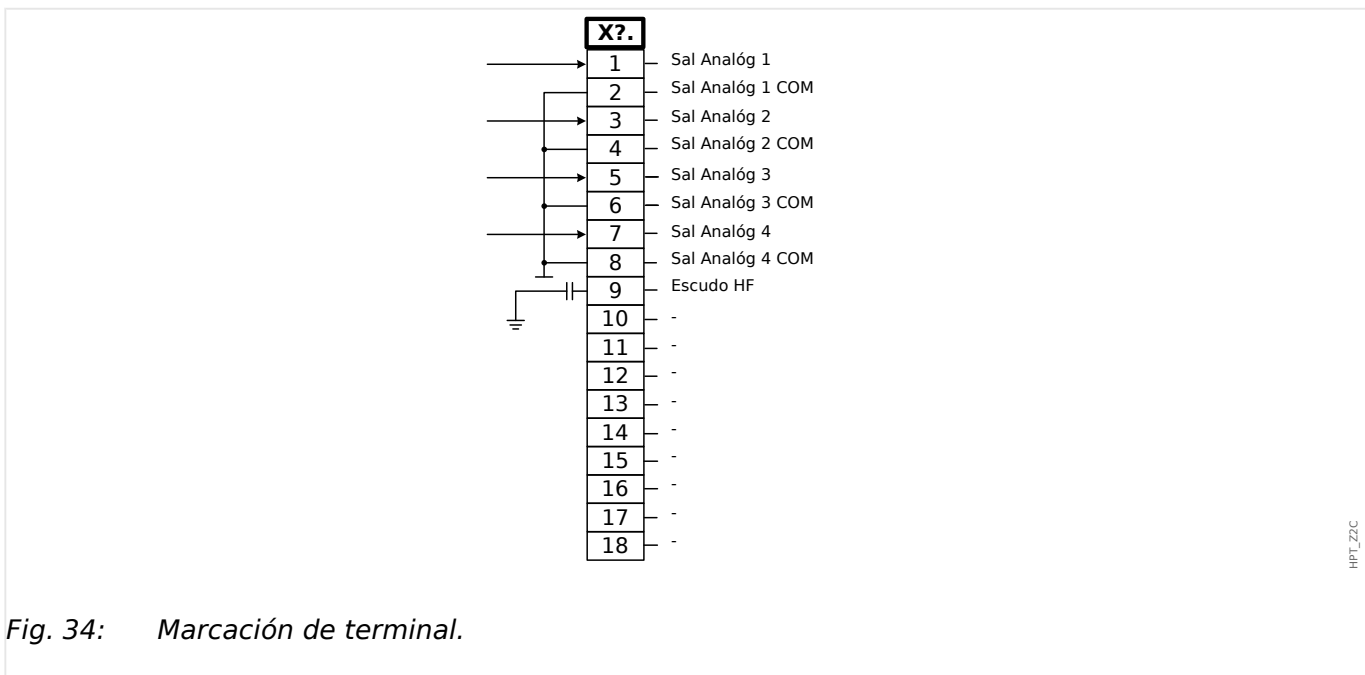 X?.
1 Sal Analóg 1
2 Sal Analóg 1 COM
3 Sal Analóg 2
4 Sal Analóg 2 COM
5 Sal Analóg 3
6 Sal Analóg 3 COM
7 Sal Analóg 4
8 Sal Analóg 4 COM
9 Escudo HF
10 -
11 -
12 -
13 -
14 -
15 -
16 -
17 -
18 -
HPT_Z2C
Fig. 34: Marcación de terminal.